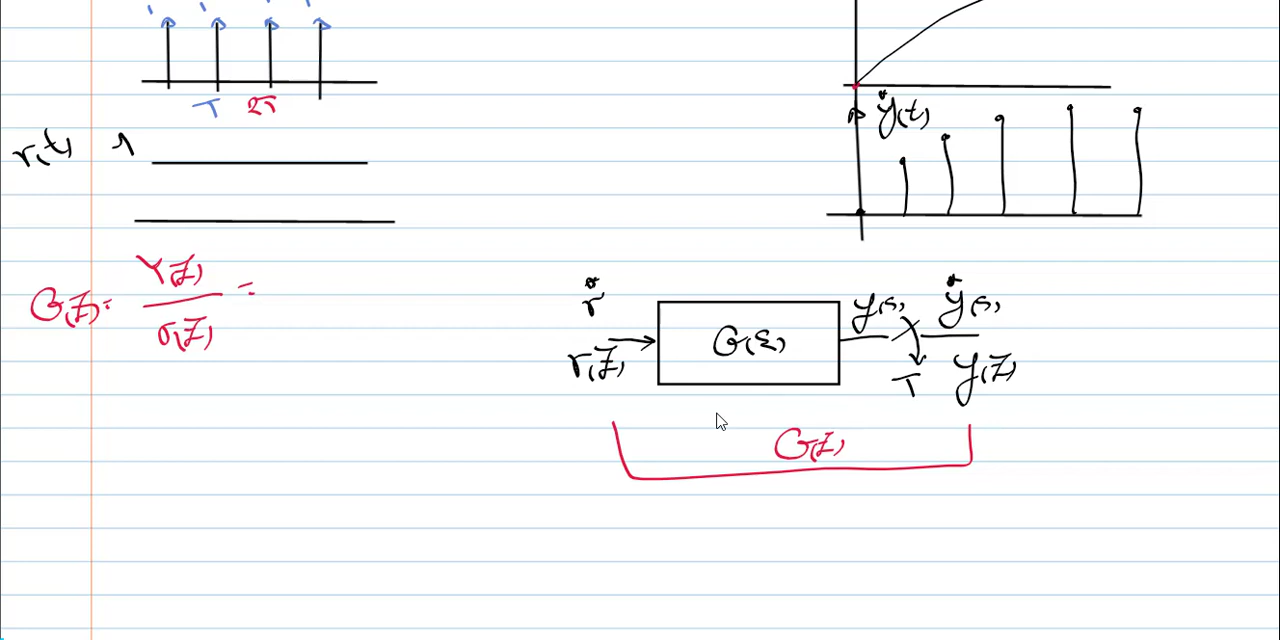 T 2T
r(t) 1
y*(t)
G(z) = Y(z) / r(z) =
r* G(s) y(s) y*(s)
r(z) T y(z)
G(z)